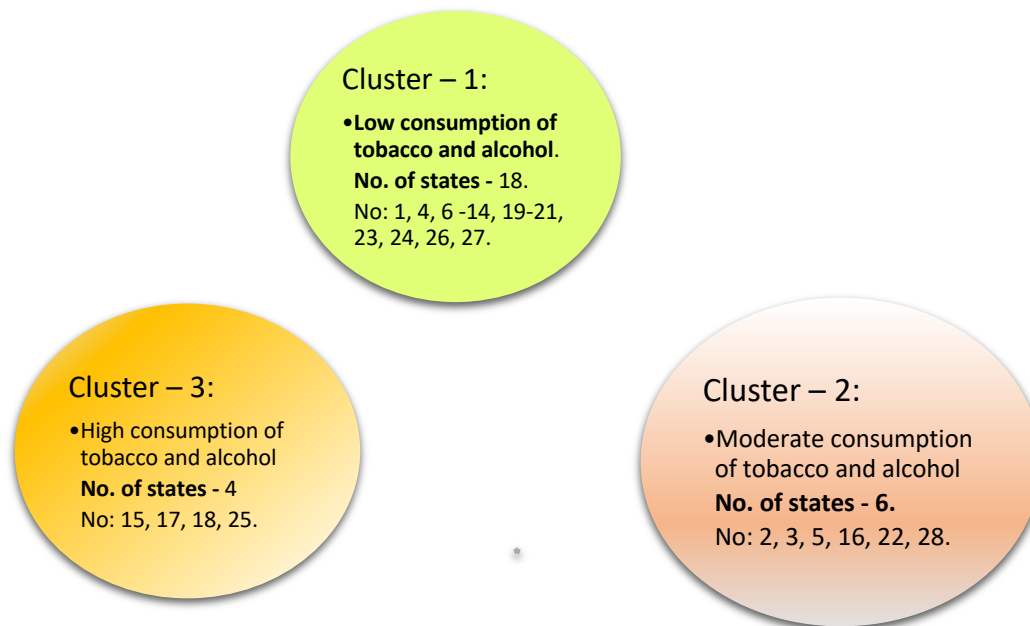 Cluster – 1:
•Low consumption of
tobacco and alcohol.
No. of states - 18.
No: 1, 4, 6 -14, 19-21,
23, 24, 26, 27.
Cluster – 3:
•High consumption of
tobacco and alcohol
No. of states - 4
No: 15, 17, 18, 25.
Cluster – 2:
•Moderate consumption
of tobacco and alcohol
No. of states - 6.
No: 2, 3, 5, 16, 22, 28.